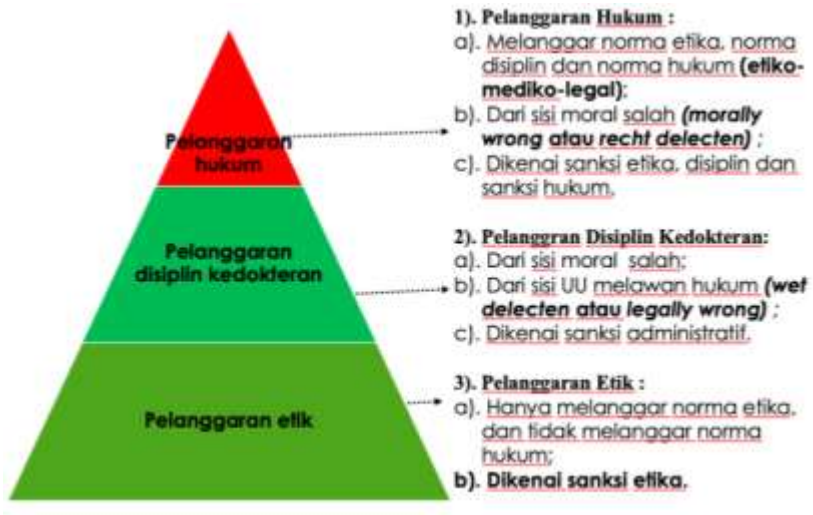 Pelanggaran
hukum
Pelanggaran
disiplin kedokteran
Pelanggaran etik
1). Pelanggaran Hukum :
a). Melanggar norma etika, norma
disiplin dan norma hukum (etiko-
mediko-legal);
b). Dari sisi moral salah (morally
wrong atau recht delecten) ;
c). Dikenai sanksi etika, disiplin dan
sanksi hukum.
2). Pelanggran Disiplin Kedokteran:
a). Dari sisi moral salah;
b). Dari sisi UU melawan hukum (wet
delecten atau legally wrong) ;
c). Dikenai sanksi administratif.
3). Pelanggaran Etik :
a). Hanya melanggar norma etika,
dan tidak melanggar norma
hukum;
b). Dikenai sanksi etika.